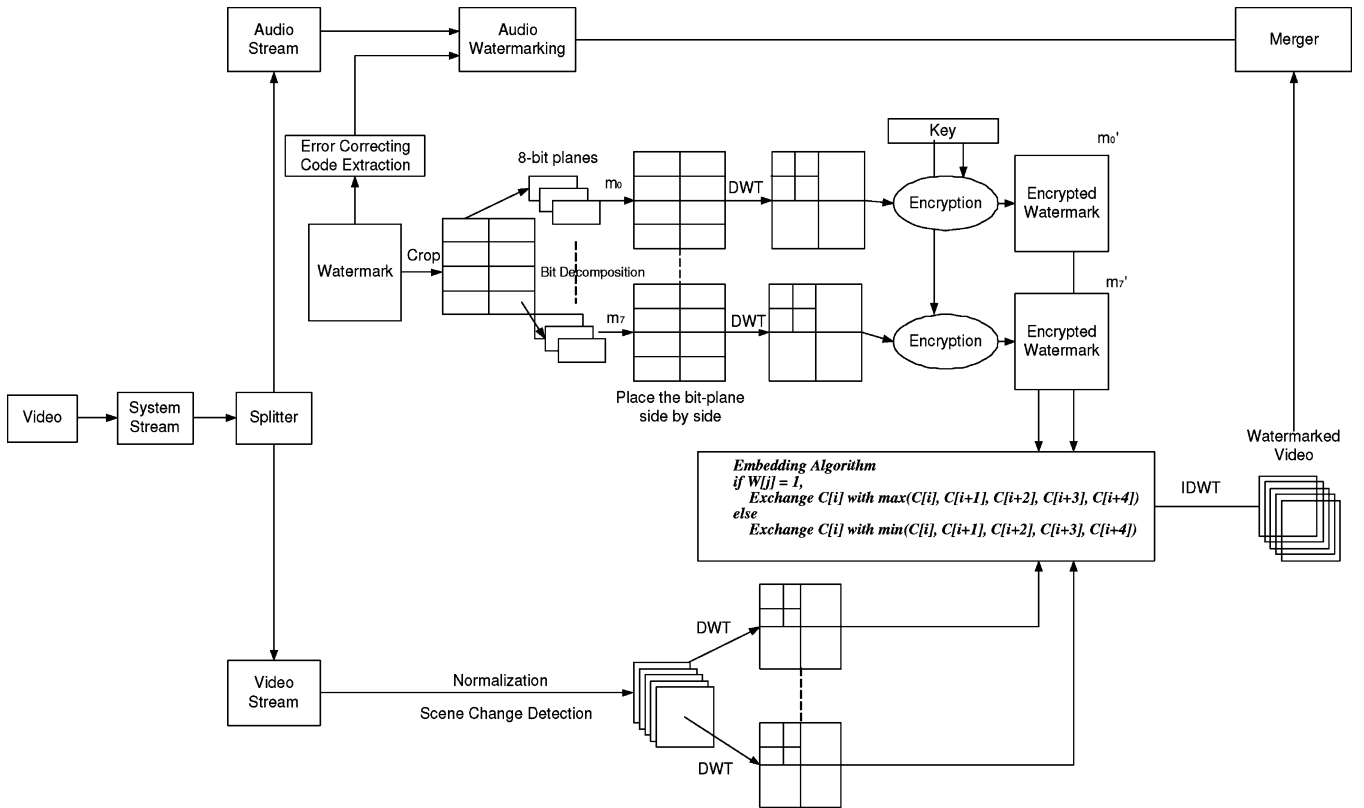 Audio
Stream
Audio
Watermarking
Merger
Error Correcting
Code Extraction
8-bit planes
m₀
DWT
Key
Encryption
m₀'
Encrypted
Watermark
Watermark
Crop
Bit Decomposition
m₇
DWT
Encryption
m₇'
Encrypted
Watermark
Place the bit-plane
side by side
Video
System
Stream
Splitter
Embedding Algorithm
if W[j] = 1,
Exchange C[i] with max(C[i], C[i+1], C[i+2], C[i+3], C[i+4])
else
Exchange C[i] with min(C[i], C[i+1], C[i+2], C[i+3], C[i+4])
IDWT
Watermarked
Video
Video
Stream
Normalization
Scene Change Detection
DWT
DWT